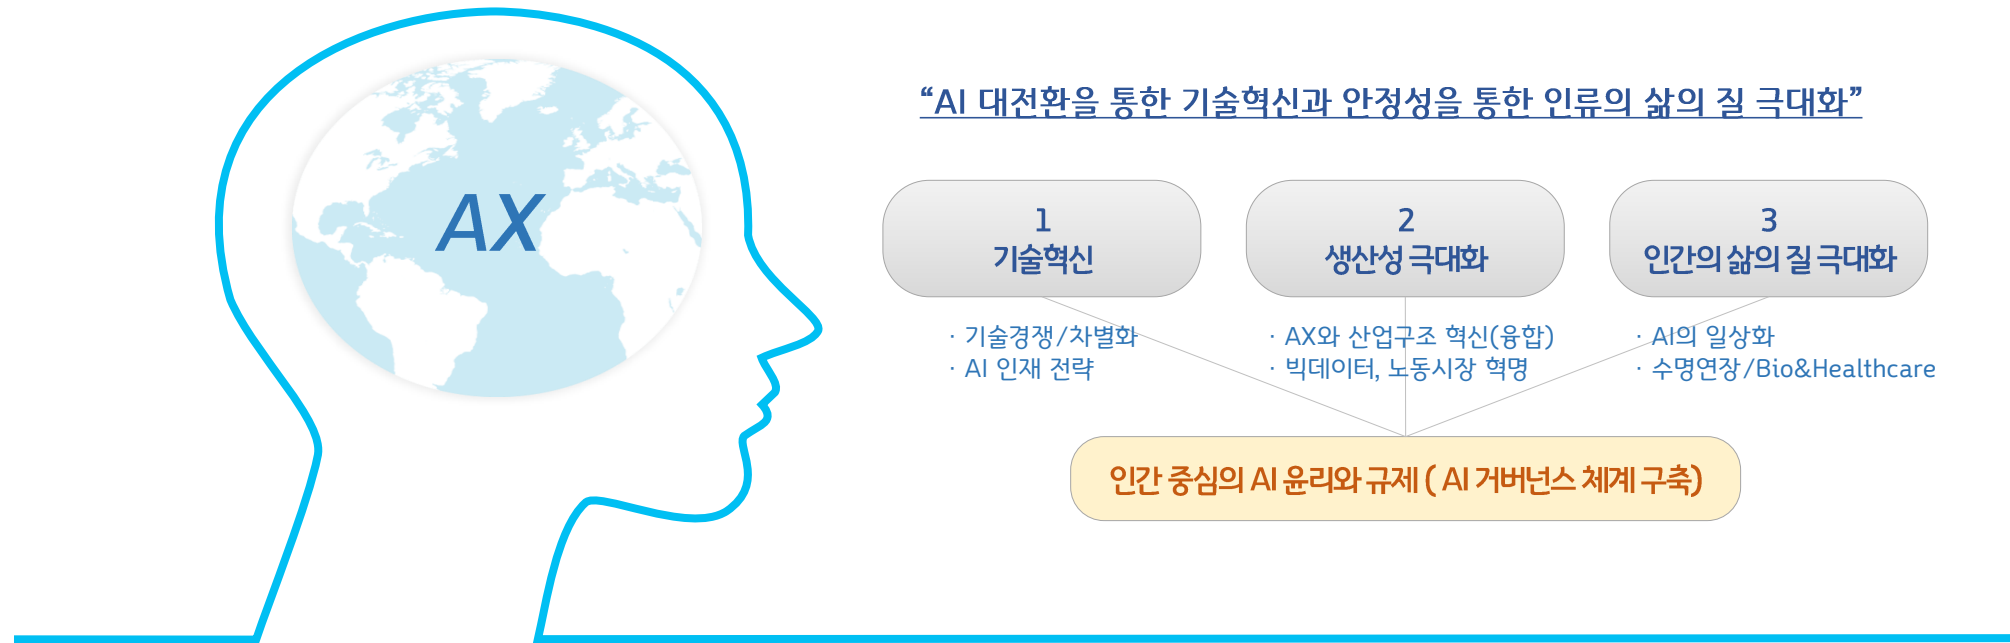 AX
“AI 대전환을 통한 기술혁신과 안정성을 통한 인류의 삶의 질 극대화”
1
기술혁신
· 기술경쟁/차별화
· AI 인재 전략
2
생산성 극대화
· AX와 산업구조 혁신(융합)
· 빅데이터, 노동시장 혁명
3
인간의 삶의 질 극대화
· AI의 일상화
· 수명연장/Bio&Healthcare
인간 중심의 AI 윤리와 규제 ( AI 거버넌스 체계 구축)